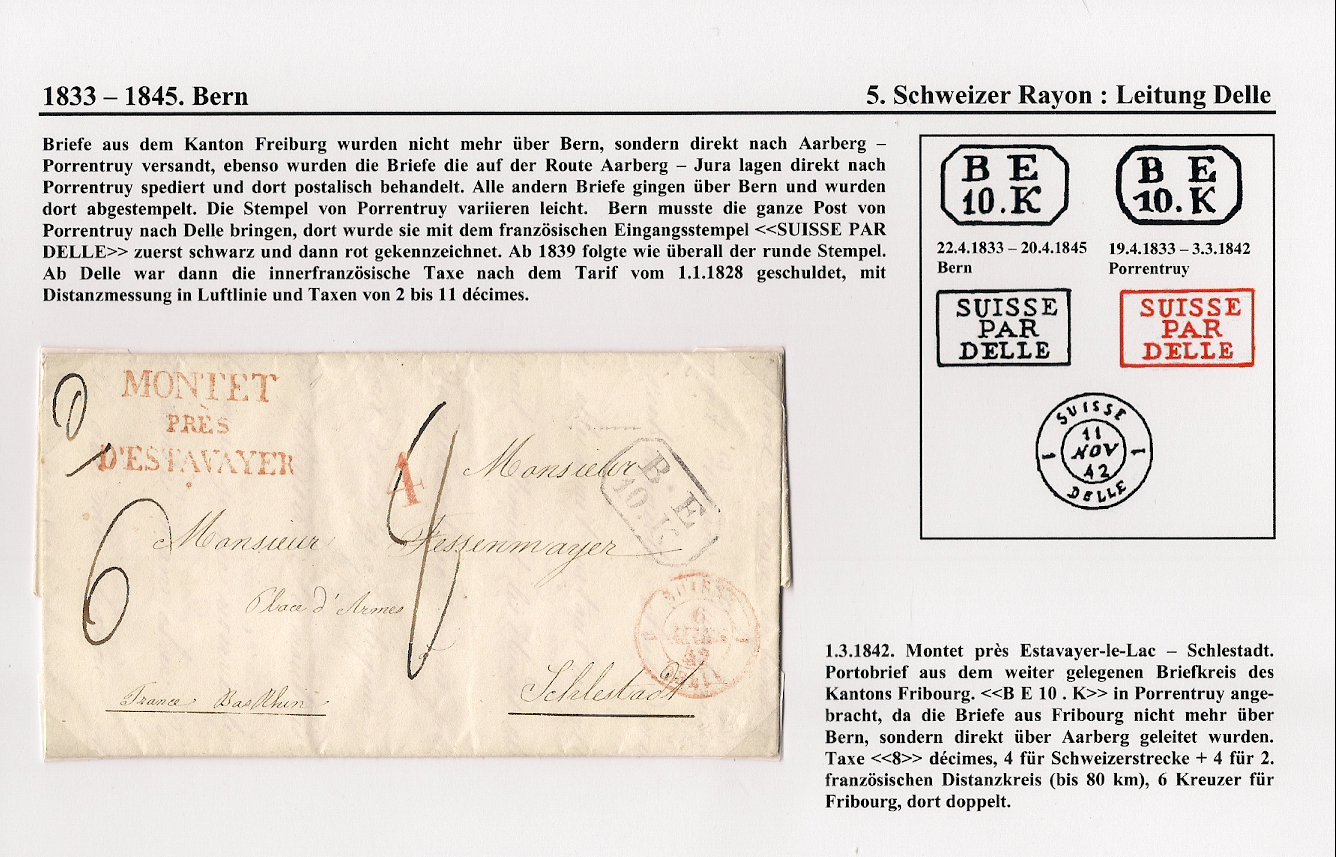 1833 – 1845. Bern
5. Schweizer Rayon : Leitung Delle
Briefe aus dem Kanton Freiburg wurden nicht mehr über Bern, sondern direkt nach Aarberg –
Porrentruy versandt, ebenso wurden die Briefe die auf der Route Aarberg – Jura lagen direkt nach
Porrentruy spediert und dort postalisch behandelt. Alle andern Briefe gingen über Bern und wurden
dort abgestempelt. Die Stempel von Porrentruy variieren leicht. Bern musste die ganze Post von
Porrentruy nach Delle bringen, dort wurde sie mit dem französischen Eingangsstempel <<SUISSE PAR
DELLE>> zuerst schwarz und dann rot gekennzeichnet. Ab 1839 folgte wie überall der runde Stempel.
Ab Delle war dann die innerfranzösische Taxe nach dem Tarif vom 1.1.1828 geschuldet, mit
Distanzmessung in Luftlinie und Taxen von 2 bis 11 décimes.
B E
10.K
B E
10.K
22.4.1833 – 20.4.1845
Bern
19.4.1833 – 3.3.1842
Porrentruy
SUISSE
PAR
DELLE
SUISSE
PAR
DELLE
SUISSE
11
NOV
42
DELLE
MONTET
PRÈS
D'ESTAVAYER
4
6
B.E
10.K
Monsieur
Monsieur Fessenmayer
Place d'Armes
Schlestadt
France Bas Rhin
6
42
1.3.1842. Montet près Estavayer-le-Lac – Schlestadt.
Portobrief aus dem weiter gelegenen Briefkreis des
Kantons Fribourg. <<B E 10 . K>> in Porrentruy ange-
bracht, da die Briefe aus Fribourg nicht mehr über
Bern, sondern direkt über Aarberg geleitet wurden.
Taxe <<8>> décimes, 4 für Schweizerstrecke + 4 für 2.
französischen Distanzkreis (bis 80 km), 6 Kreuzer für
Fribourg, dort doppelt.